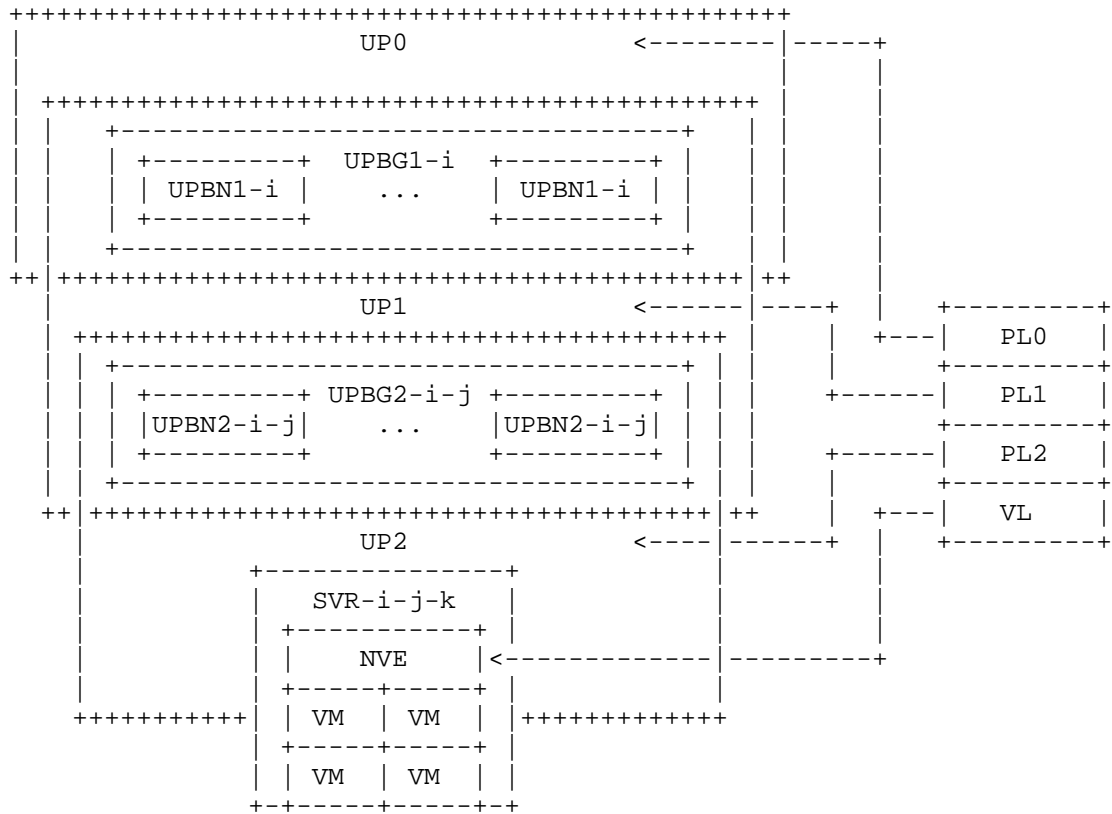 UP0
UPBG1-i
UPBN1-i ... UPBN1-i
UP1
PL0
UPBG2-i-j PL1
UPBN2-i-j ... UPBN2-i-j
PL2
VL
UP2
SVR-i-j-k
NVE
VM VM
VM VM